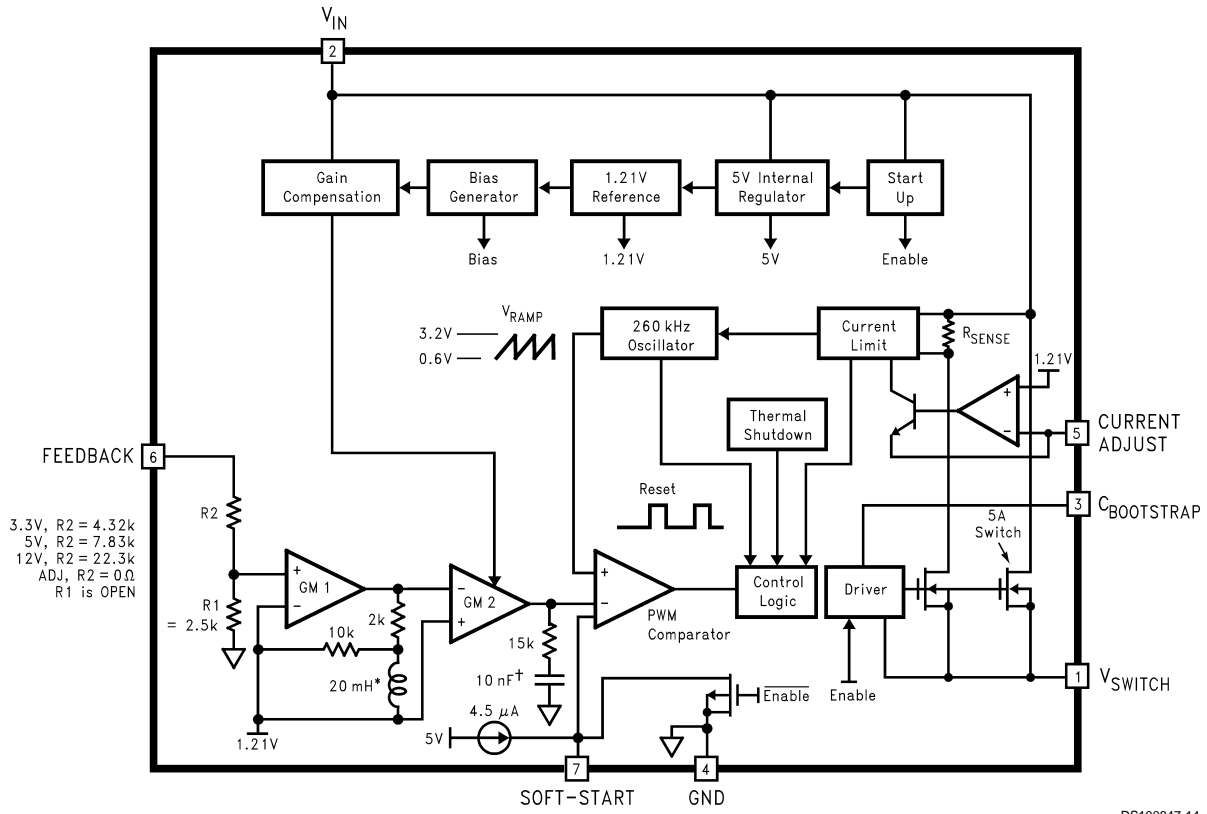 V_IN
2
Gain
Compensation
Bias
Generator
1.21V
Reference
5V Internal
Regulator
Start
Up
Bias
1.21V
5V
Enable
V_RAMP
3.2V
0.6V
260 kHz
Oscillator
Current
Limit
R_SENSE
1.21V
+
−
Thermal
Shutdown
5
CURRENT
ADJUST
FEEDBACK
6
Reset
3
C_BOOTSTRAP
5A
Switch
R2
3.3V, R2 = 4.32k
5V, R2 = 7.83k
12V, R2 = 22.3k
ADJ, R2 = 0Ω
R1 is OPEN
R1
= 2.5k
+
−
GM 1
−
+
GM 2
+
−
PWM
Comparator
Control
Logic
Driver
2k
10k
20 mH*
15k
10 nF†
Enable
E̅n̅a̅b̅l̅e̅
1
V_SWITCH
1.21V
4.5 μA
5V
7
SOFT-START
4
GND